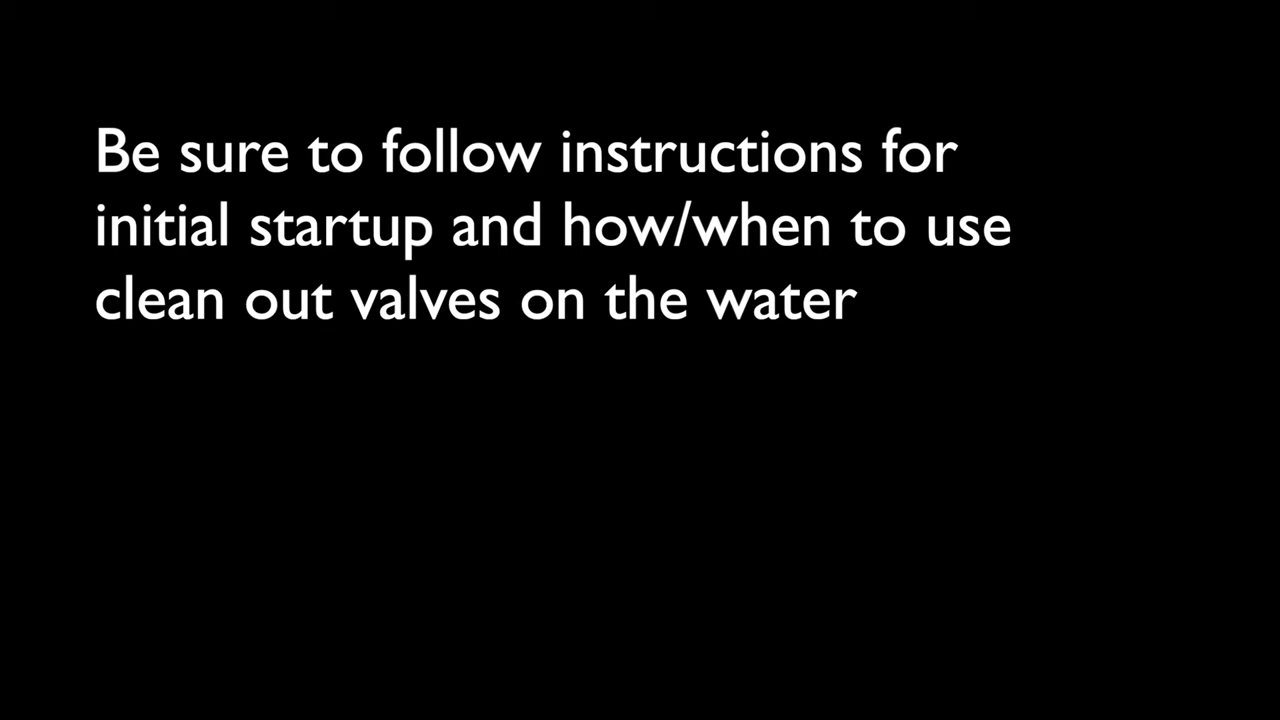 Be sure to follow instructions for
initial startup and how/when to use
clean out valves on the water